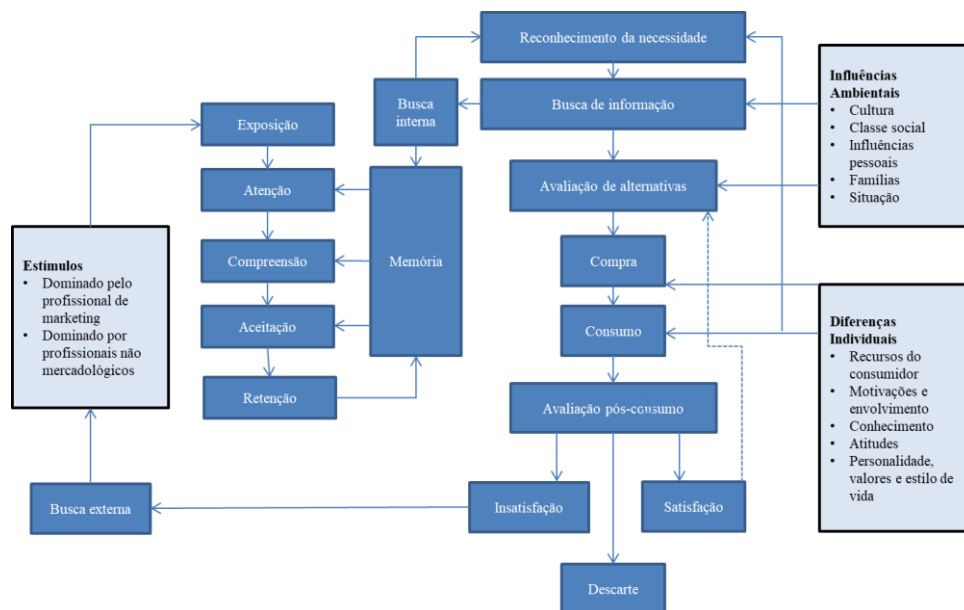 Reconhecimento da necessidade
Busca
interna
Busca de informação
Influências
Ambientais
• Cultura
• Classe social
• Influências
pessoais
• Famílias
• Situação
Exposição
Atenção
Avaliação de alternativas
Estímulos
• Dominado pelo
profissional de
marketing
• Dominado por
profissionais não
mercadológicos
Compreensão
Memória
Compra
Aceitação
Consumo
Diferenças
Individuais
• Recursos do
consumidor
• Motivações e
envolvimento
• Conhecimento
• Atitudes
• Personalidade,
valores e estilo de
vida
Retenção
Avaliação pós-consumo
Busca externa
Insatisfação
Satisfação
Descarte